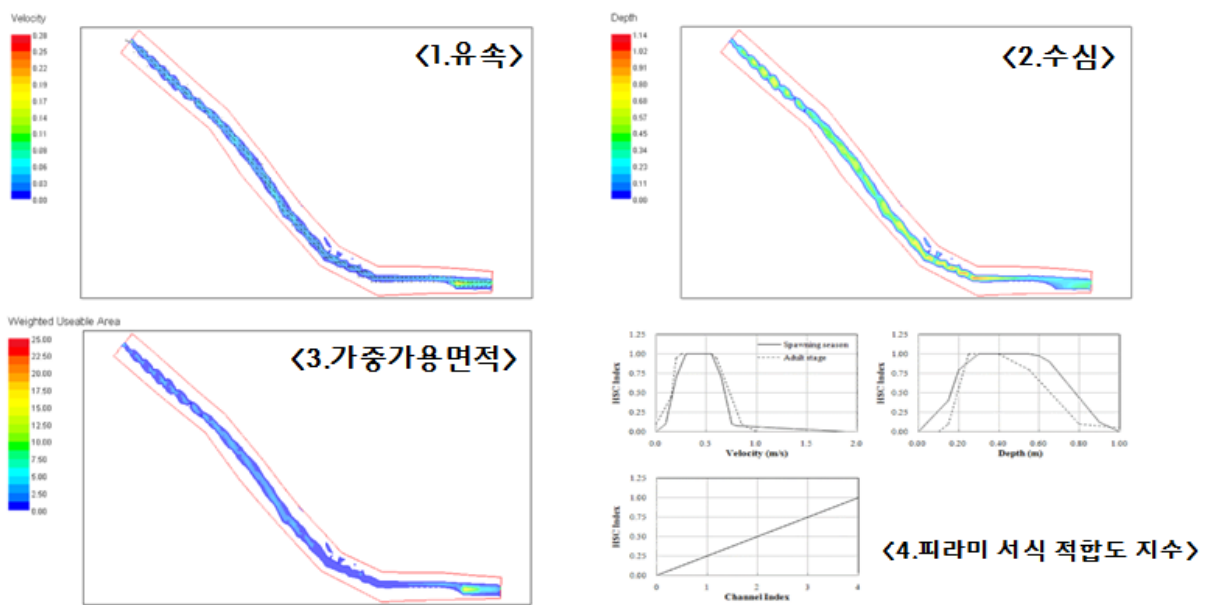 Velocity
0.28
0.25
0.22
0.19
0.17
0.14
0.11
0.08
0.06
0.03
0.00
<1.유속>
Depth
1.14
1.02
0.91
0.80
0.68
0.57
0.45
0.34
0.23
0.11
0.00
<2.수심>
Weighted Useable Area
25.00
22.50
20.00
17.50
15.00
12.50
10.00
7.50
5.00
2.50
0.00
<3.가중가용면적>
HSC Index
1.25
1.00
0.75
0.50
0.25
0.00
Spawning season
Adult stage
0.0 0.5 1.0 1.5 2.0
Velocity (m/s)
HSC Index
1.25
1.00
0.75
0.50
0.25
0.00
0.00 0.20 0.40 0.60 0.80 1.00
Depth (m)
HSC Index
1.25
1.00
0.75
0.50
0.25
0.00
0 1 2 3 4
Channel Index
<4.피라미 서식 적합도 지수>